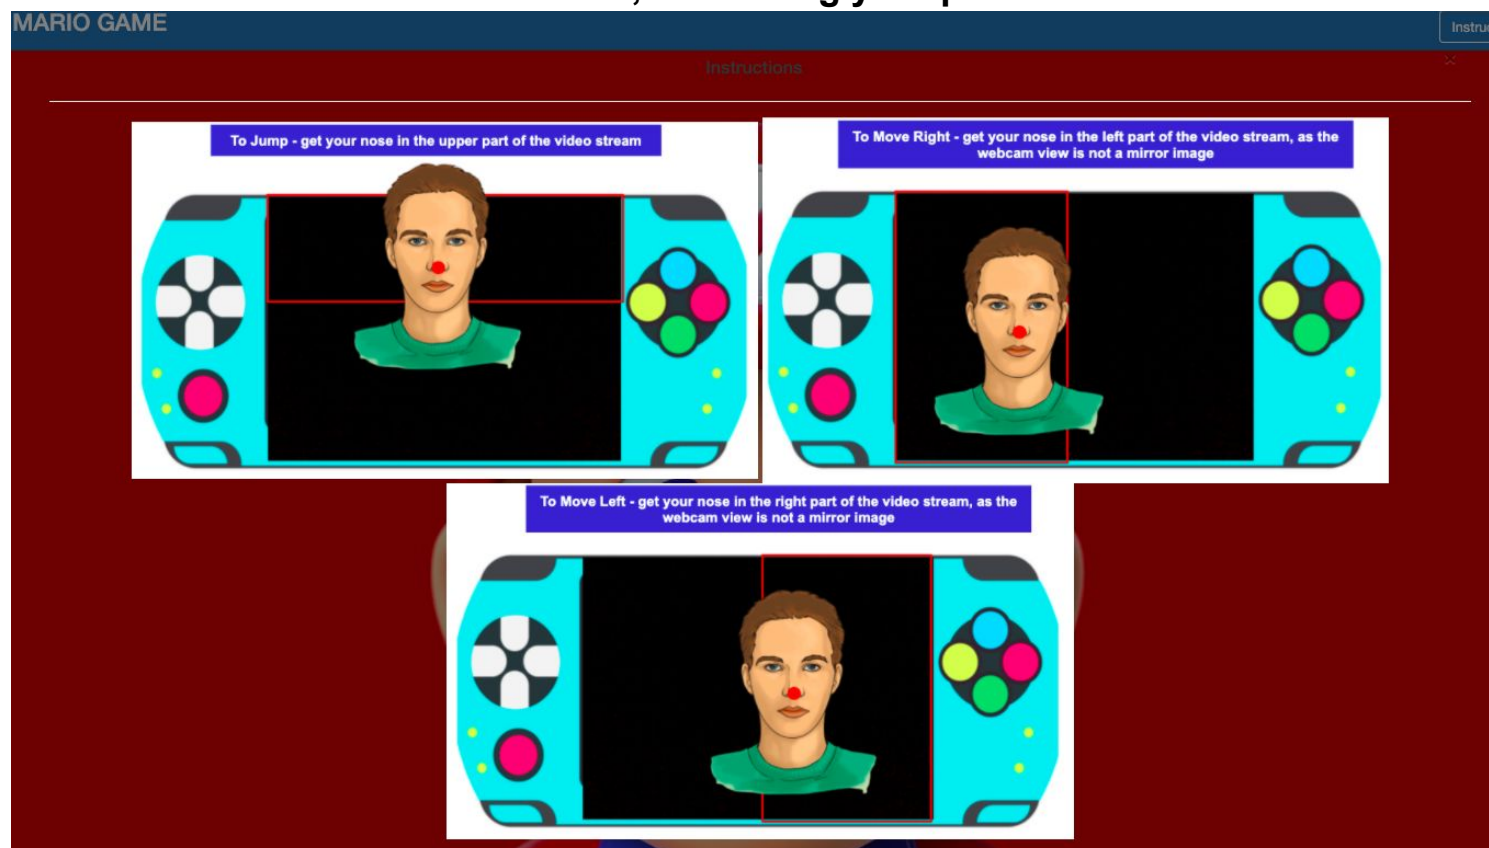 MARIO GAME
Instructions
To Jump - get your nose in the upper part of the video stream
To Move Right - get your nose in the left part of the video stream, as the
webcam view is not a mirror image
To Move Left - get your nose in the right part of the video stream, as the
webcam view is not a mirror image